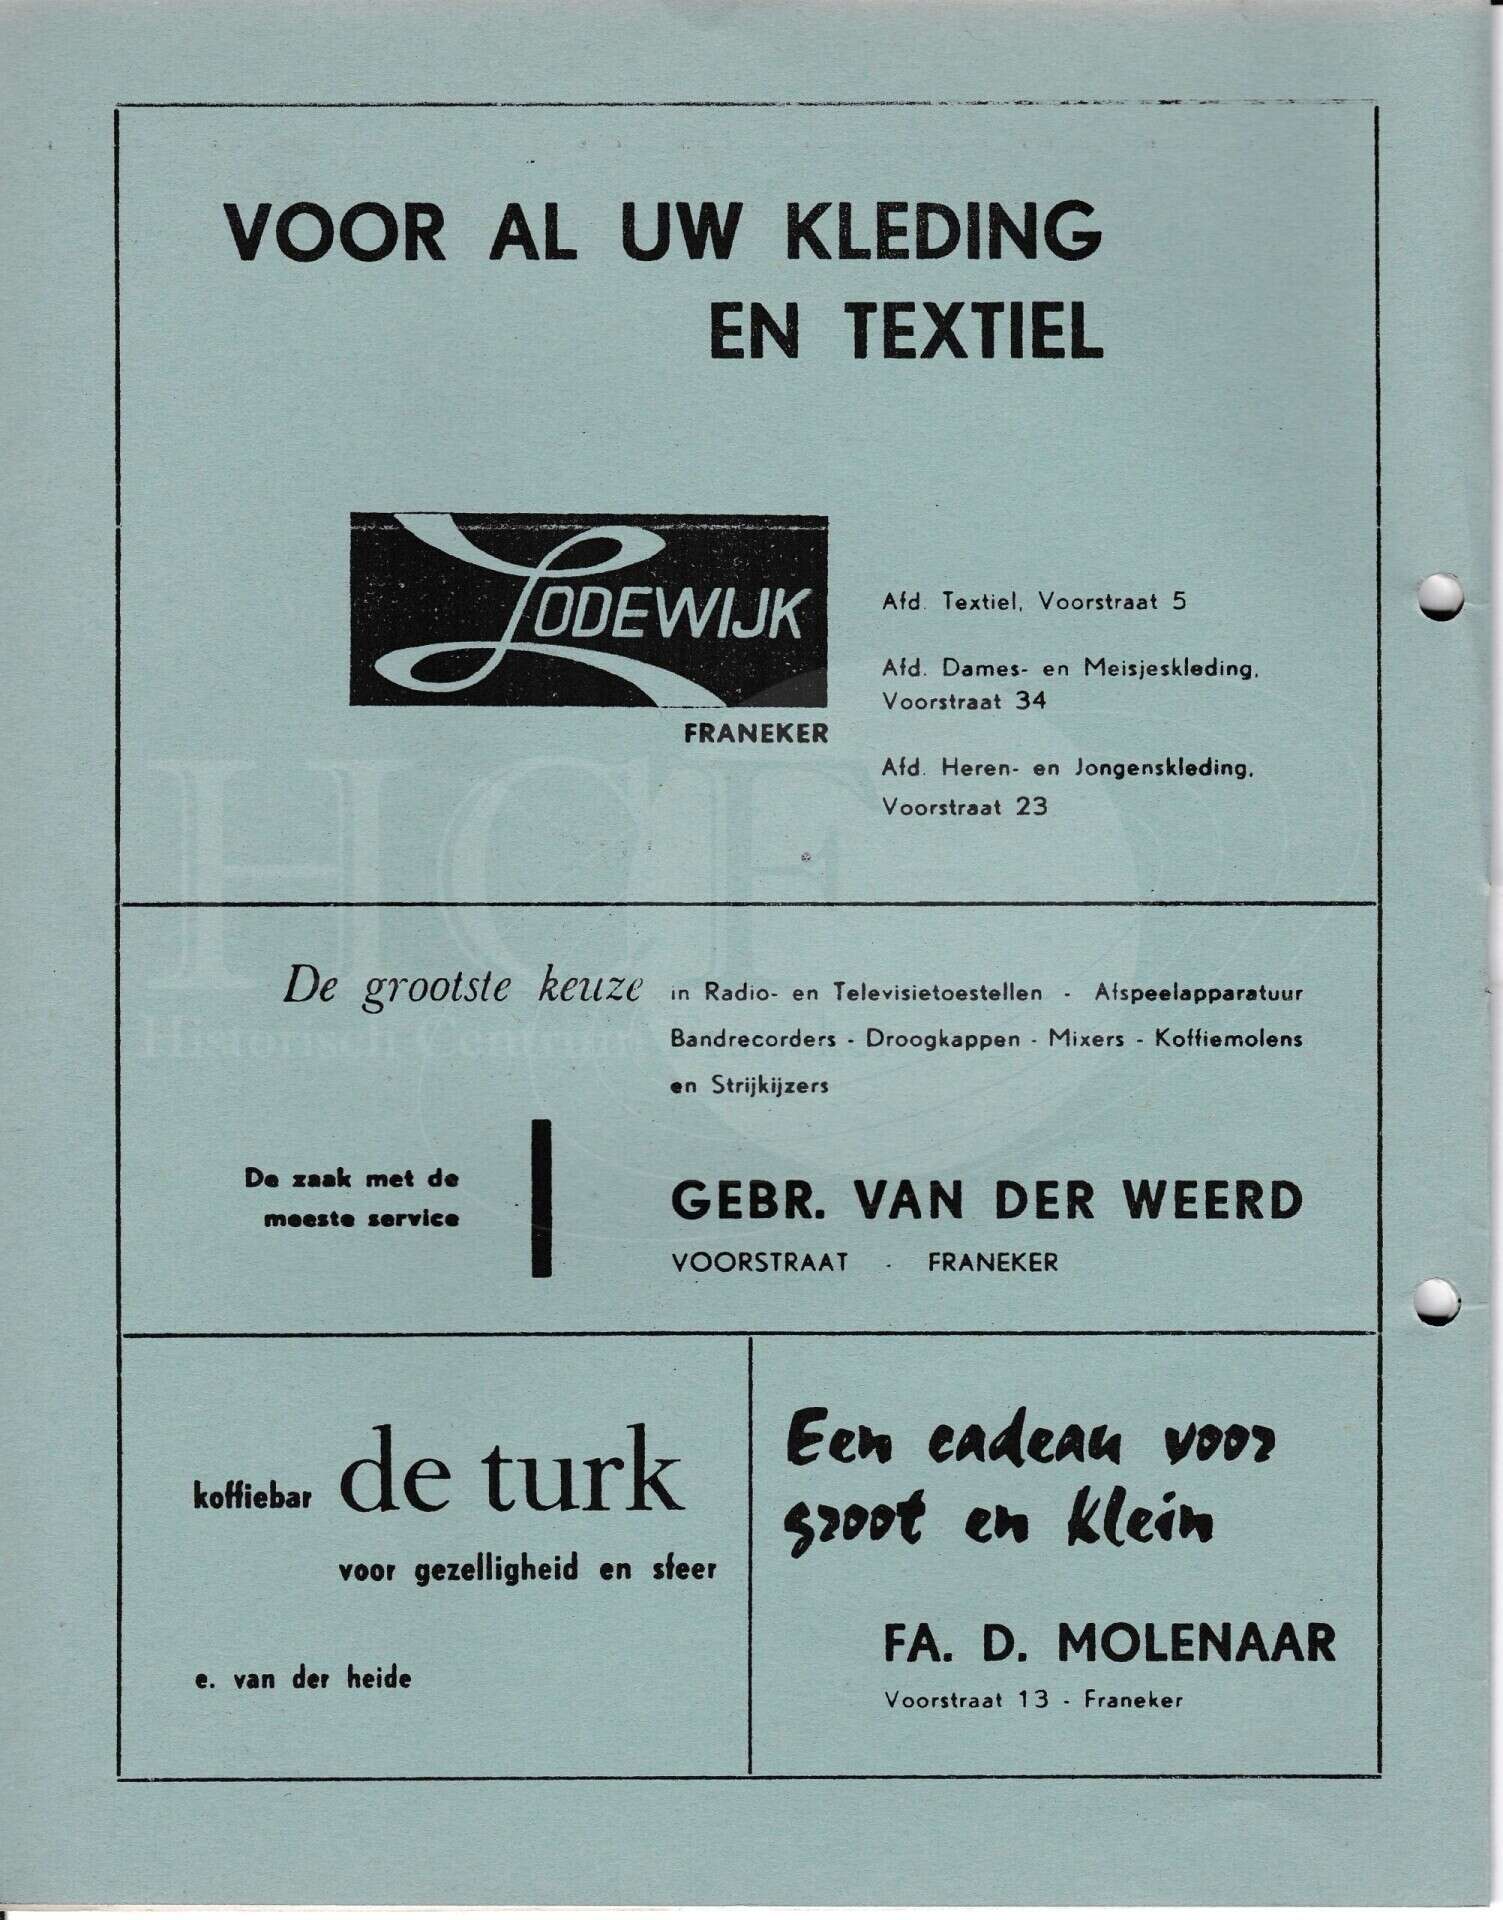 VOOR AL UW KLEDING
EN TEXTIEL
LODEWIJK
FRANEKER
Afd. Textiel, Voorstraat 5
Afd. Dames- en Meisjeskleding,
Voorstraat 34
Afd. Heren- en Jongenskleding,
Voorstraat 23
HCF
De grootste keuze in Radio- en Televisietoestellen - Afspeelapparatuur
Bandrecorders - Droogkappen - Mixers - Koffiemolens
en Strijkijzers
De zaak met de
meeste service
GEBR. VAN DER WEERD
VOORSTRAAT - FRANEKER
koffiebar de turk
voor gezelligheid en sfeer
e. van der heide
Een cadeau voor
groot en klein
FA. D. MOLENAAR
Voorstraat 13 - Franeker